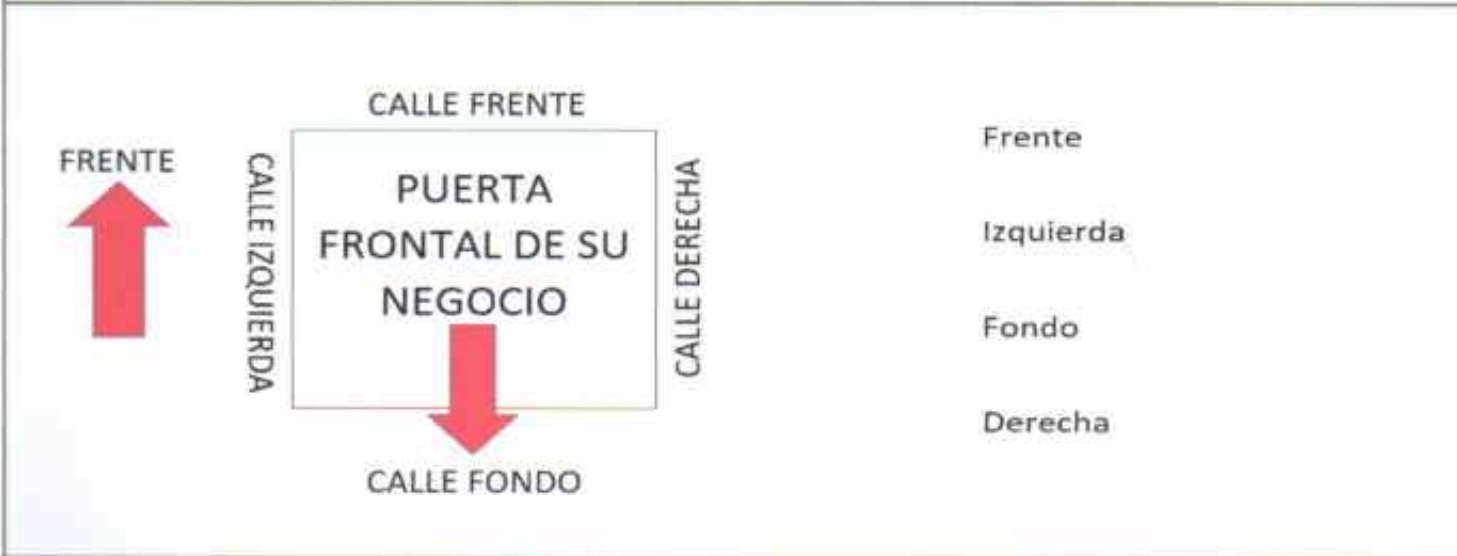 CALLE FRENTE
FRENTE
CALLE IZQUIERDA
PUERTA
FRONTAL DE SU
NEGOCIO
CALLE DERECHA
CALLE FONDO
Frente
Izquierda
Fondo
Derecha